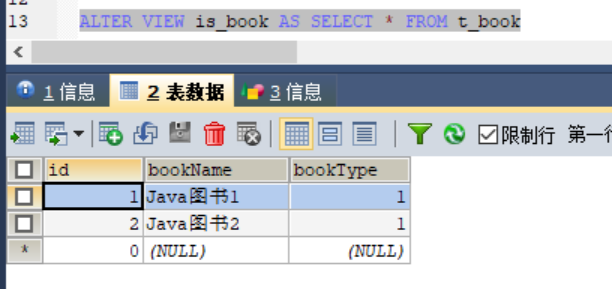 13 ALTER VIEW is_book AS SELECT * FROM t_book
1 信息 2 表数据 3 信息
限制行 第一行
id bookName bookType
1 Java图书1 1
2 Java图书2 1
* 0 (NULL) (NULL)